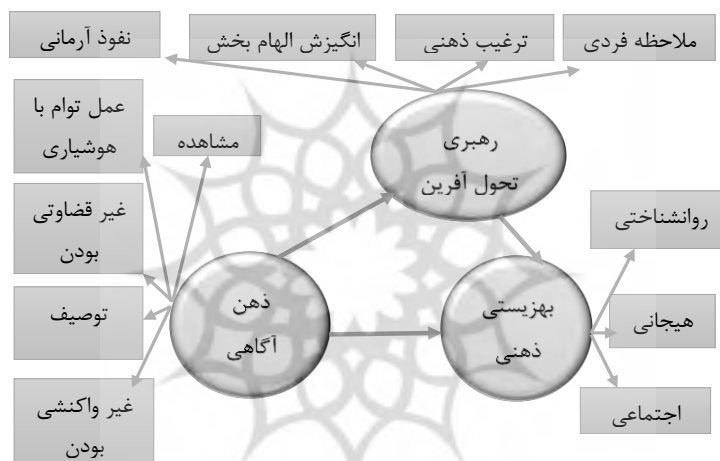 ملاحظه فردی
ترغیب ذهنی
انگیزش الهام بخش
نفوذ آرمانی
رهبری
تحول آفرین
مشاهده
عمل توام با
هوشیاری
غیر قضاوتی
بودن
توصیف
غیر واکنشی
بودن
ذهن
آگاهی
بهزیستی
ذهنی
روانشناختی
هیجانی
اجتماعی